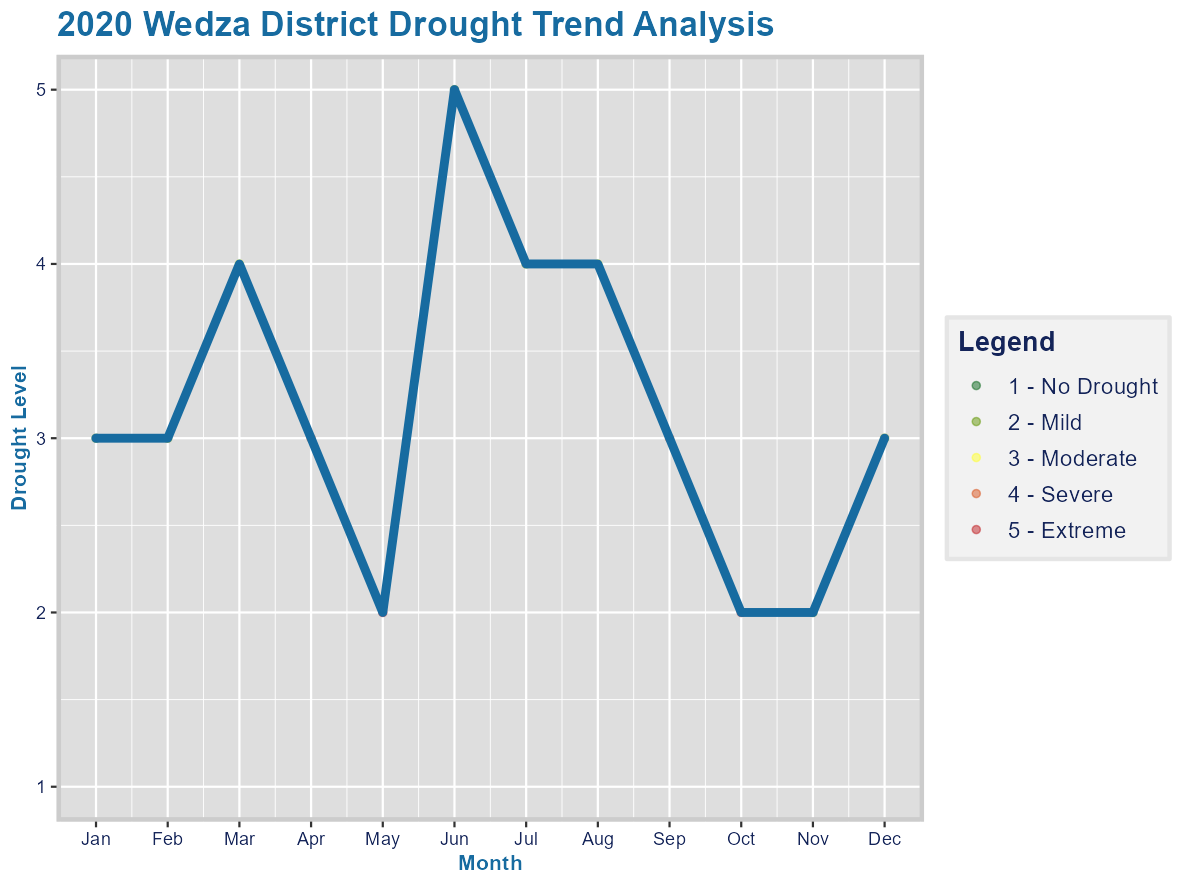 2020 Wedza District Drought Trend Analysis
Drought Level
5
4
3
2
1
Jan Feb Mar Apr May Jun Jul Aug Sep Oct Nov Dec
Month
Legend
1 - No Drought
2 - Mild
3 - Moderate
4 - Severe
5 - Extreme